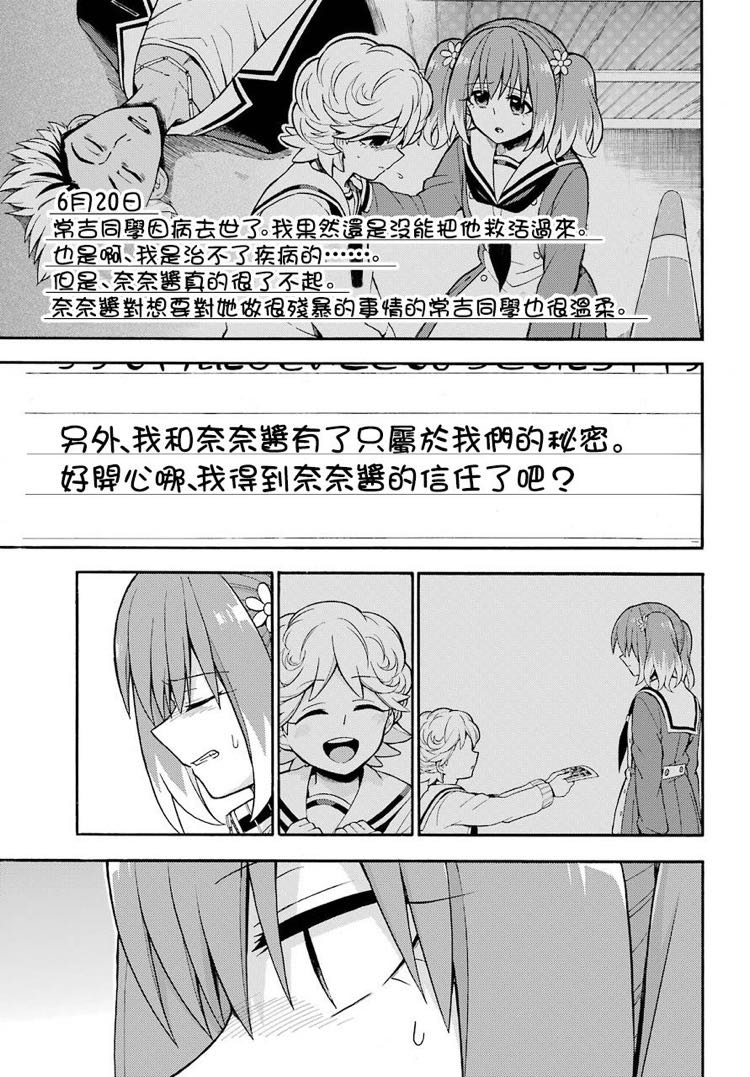 6月20日
常吉同學因病去世了。我果然還是沒能把他救活過來。
也是啊、我是治不了疾病的……。
但是、奈奈醬真的很了不起。
奈奈醬對想要對她做很殘暴的事情的常吉同學也很溫柔。
另外、我和奈奈醬有了只屬於我們的秘密。
好開心哪、我得到奈奈醬的信任了吧？